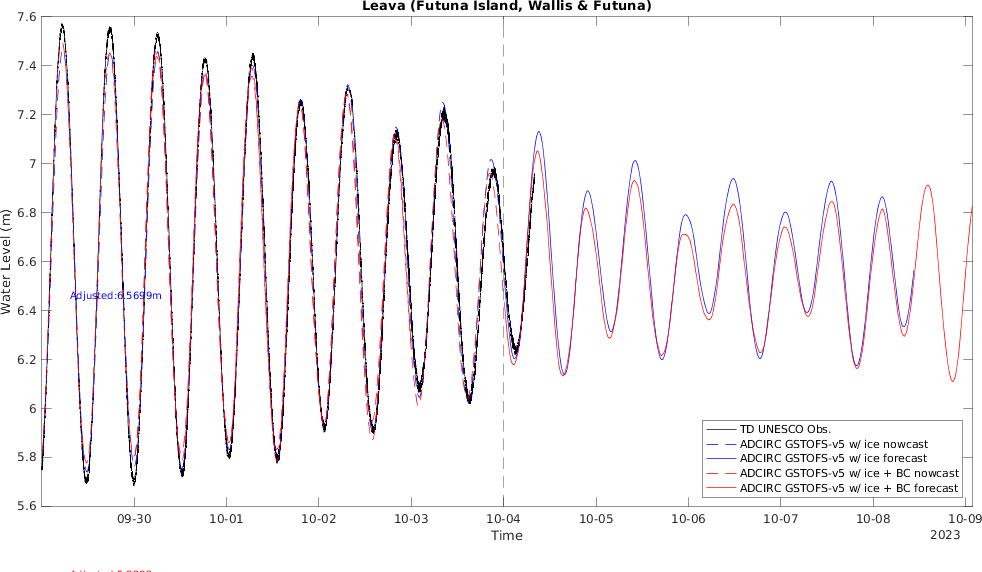 Leava (Futuna Island, Wallis & Futuna)
7.6
7.4
7.2
7
6.8
6.6
6.4
6.2
6
5.8
5.6
Water Level (m)
Adjusted:6.5699m
TD UNESCO Obs.
ADCIRC GSTOFS-v5 w/ ice nowcast
ADCIRC GSTOFS-v5 w/ ice forecast
ADCIRC GSTOFS-v5 w/ ice + BC nowcast
ADCIRC GSTOFS-v5 w/ ice + BC forecast
09-30 10-01 10-02 10-03 10-04 10-05 10-06 10-07 10-08 10-09
Time
2023